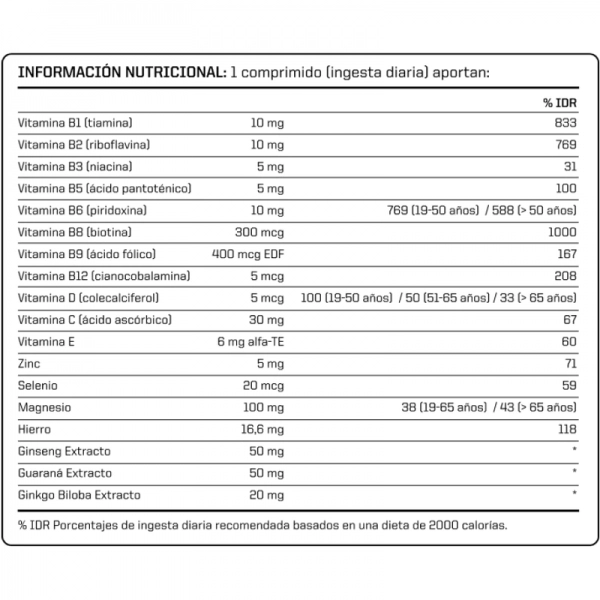 INFORMACIÓN NUTRICIONAL: 1 comprimido (ingesta diaria) aportan:
% IDR
Vitamina B1 (tiamina) 10 mg 833
Vitamina B2 (riboflavina) 10 mg 769
Vitamina B3 (niacina) 5 mg 31
Vitamina B5 (ácido pantoténico) 5 mg 100
Vitamina B6 (piridoxina) 10 mg 769 (19-50 años) / 588 (> 50 años)
Vitamina B8 (biotina) 300 mcg 1000
Vitamina B9 (ácido fólico) 400 mcg EDF 167
Vitamina B12 (cianocobalamina) 5 mcg 208
Vitamina D (colecalciferol) 5 mcg 100 (19-50 años) / 50 (51-65 años) / 33 (> 65 años)
Vitamina C (ácido ascórbico) 30 mg 67
Vitamina E 6 mg alfa-TE 60
Zinc 5 mg 71
Selenio 20 mcg 59
Magnesio 100 mg 38 (19-65 años) / 43 (> 65 años)
Hierro 16,6 mg 118
Ginseng Extracto 50 mg *
Guaraná Extracto 50 mg *
Ginkgo Biloba Extracto 20 mg *
% IDR Porcentajes de ingesta diaria recomendada basados en una dieta de 2000 calorías.